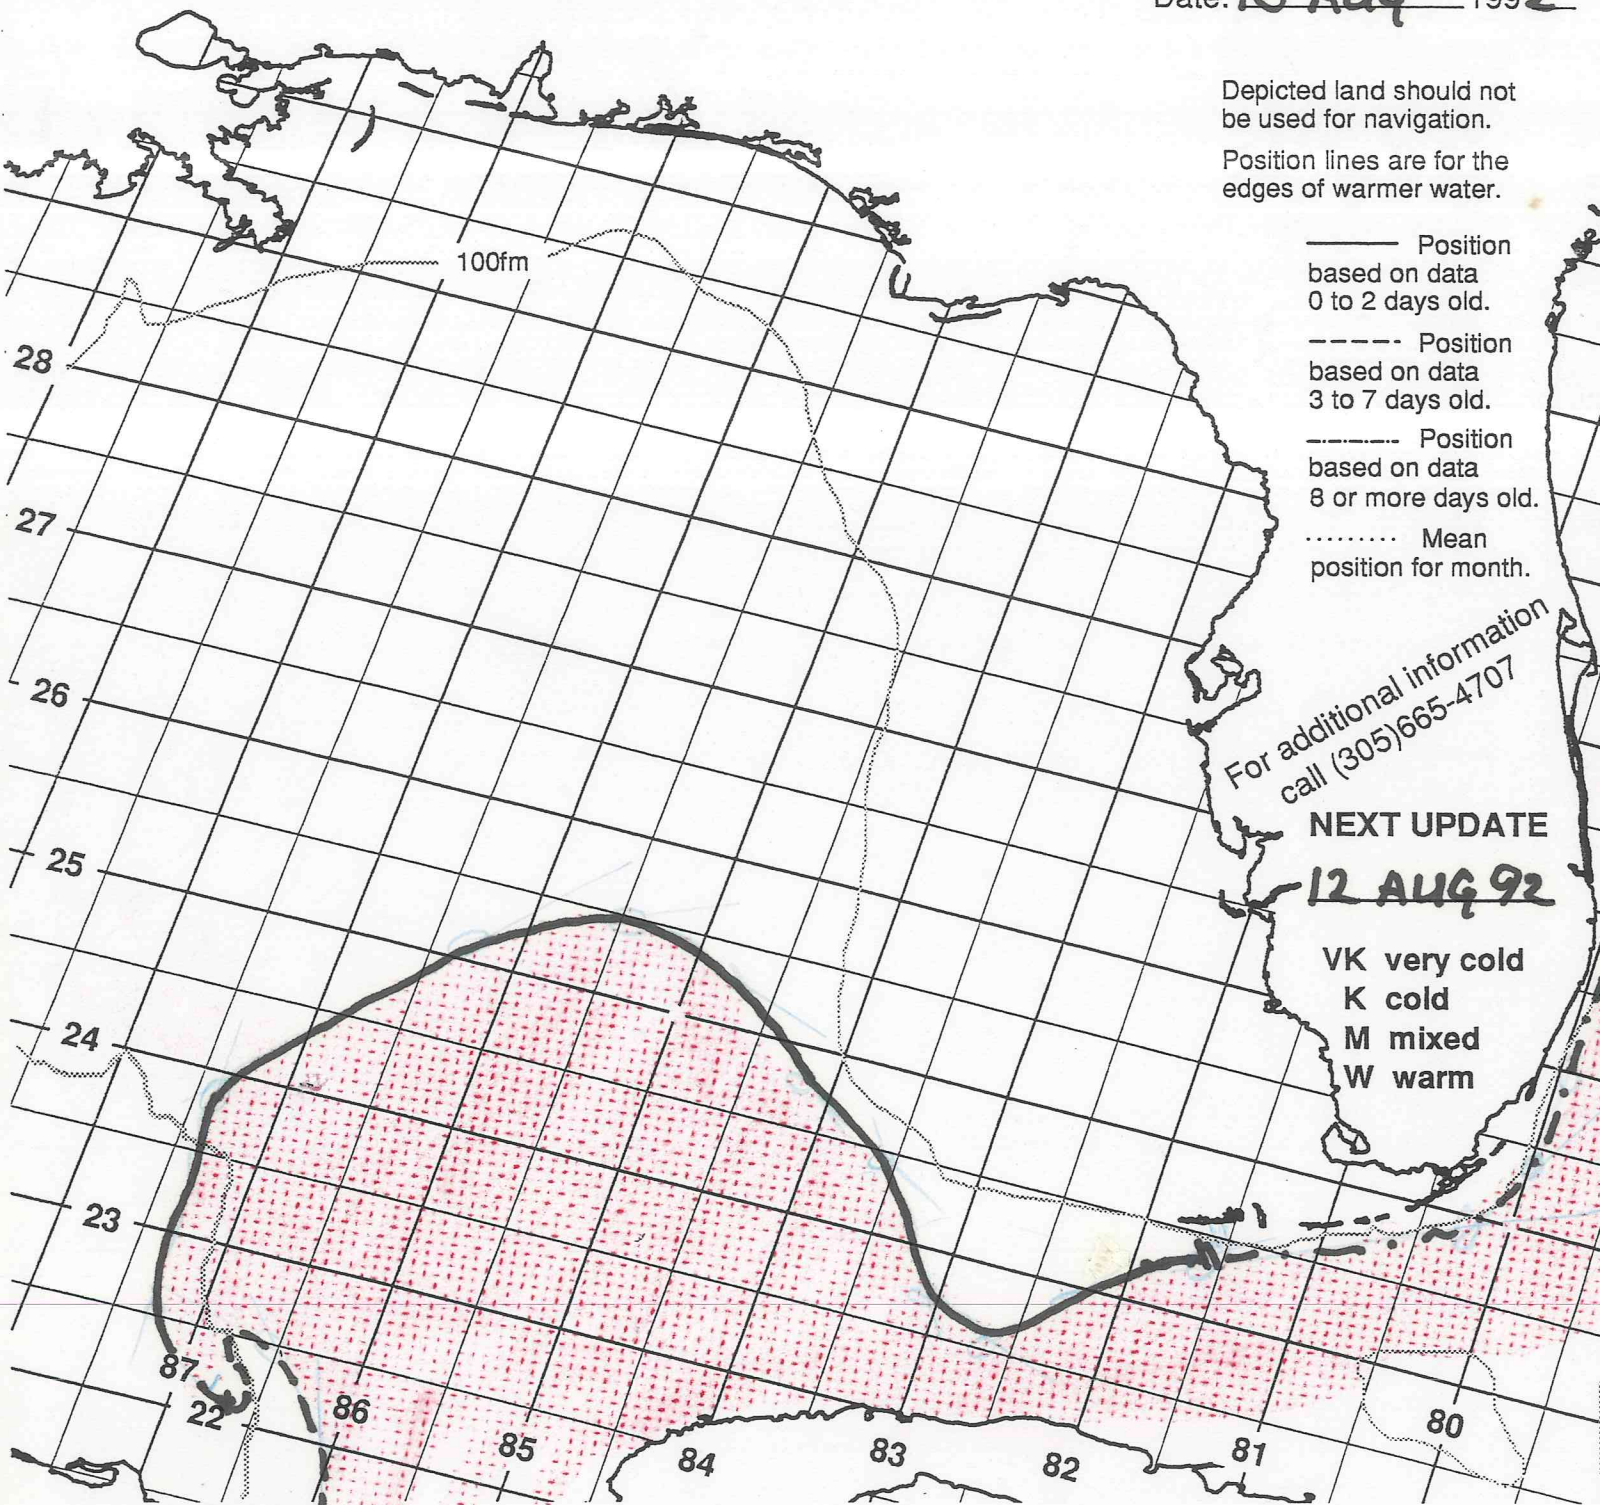 Date: 10 Aug 1992
Depicted land should not
be used for navigation.
Position lines are for the
edges of warmer water.
Position
based on data
0 to 2 days old.
Position
based on data
3 to 7 days old.
Position
based on data
8 or more days old.
Mean
position for month.
For additional information
call (305)665-4707
NEXT UPDATE
12 AUG 92
VK very cold
K cold
M mixed
W warm
100fm
28
27
26
25
24
23
22
87
86
85
84
83
82
81
80